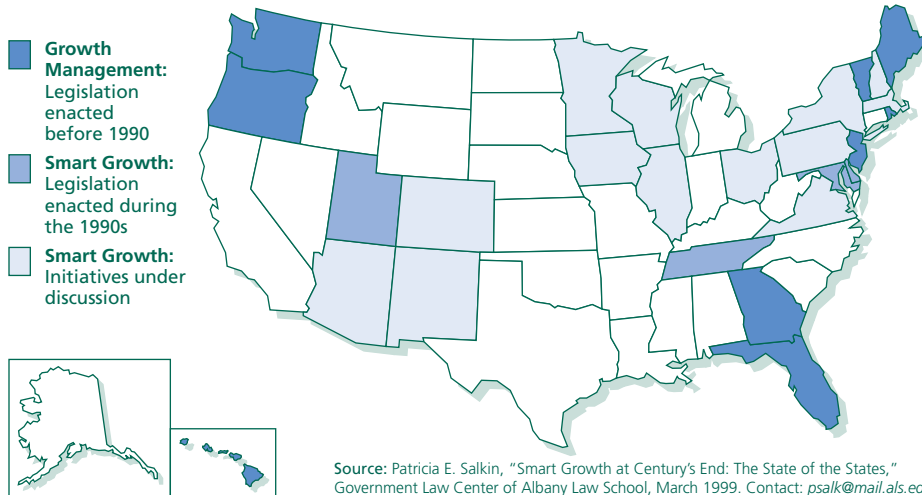 Growth
Management:
Legislation
enacted
before 1990
Smart Growth:
Legislation
enacted during
the 1990s
Smart Growth:
Initiatives under
discussion
Source: Patricia E. Salkin, "Smart Growth at Century's End: The State of the States,"
Government Law Center of Albany Law School, March 1999. Contact: